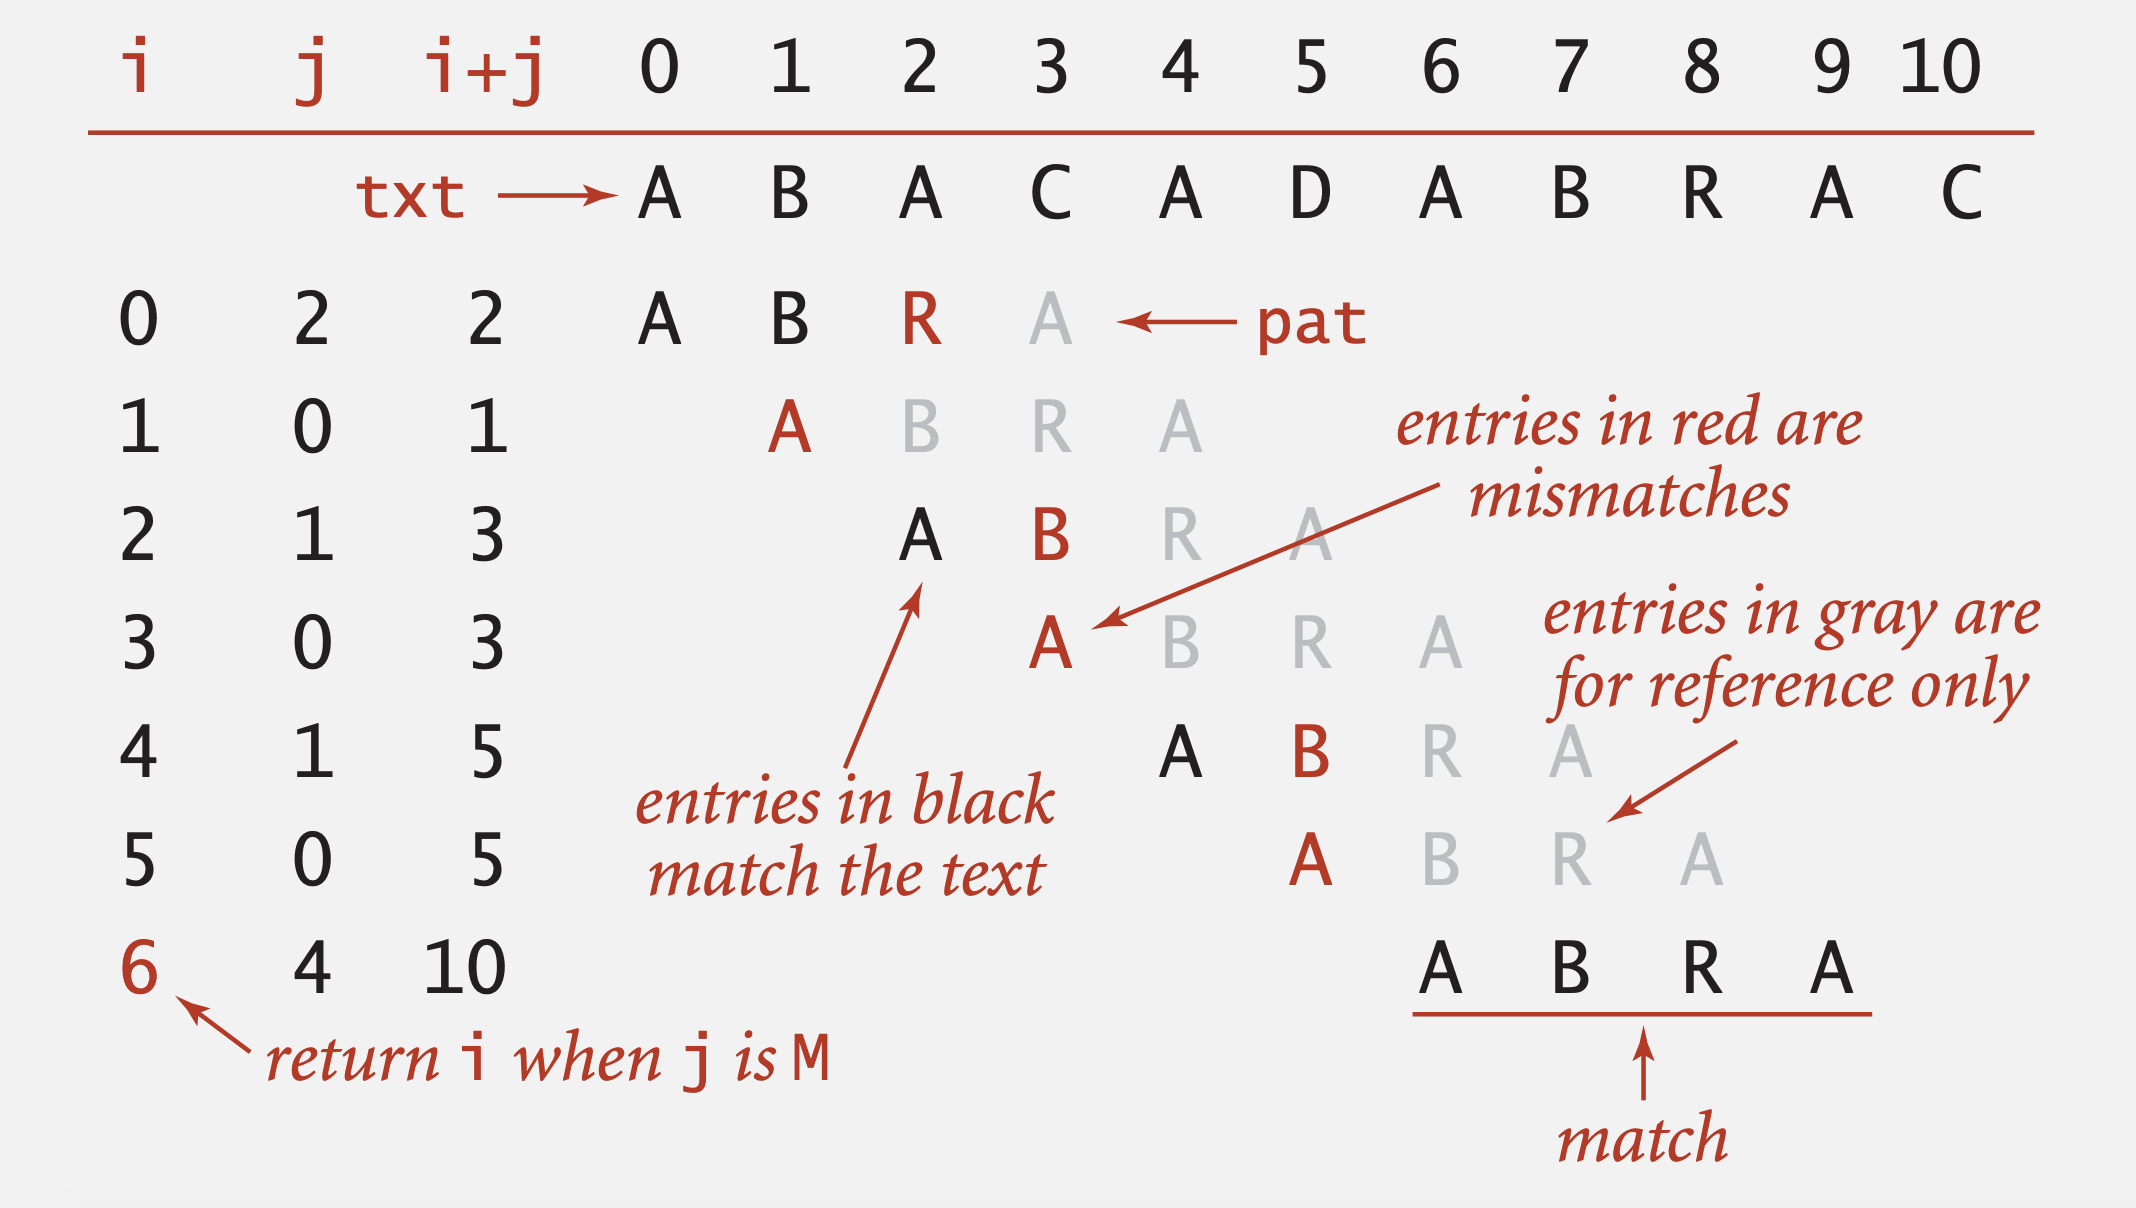 i j i+j 0 1 2 3 4 5 6 7 8 9 10
txt A B A C A D A B R A C
0 2 2 A B R A pat
1 0 1 A B R A
entries in red are
mismatches
2 1 3 A B R A
entries in gray are
for reference only
3 0 3 A B R A
4 1 5 A B R A
entries in black
match the text
5 0 5 A B R A
6 4 10 A B R A
return i when j is M
match